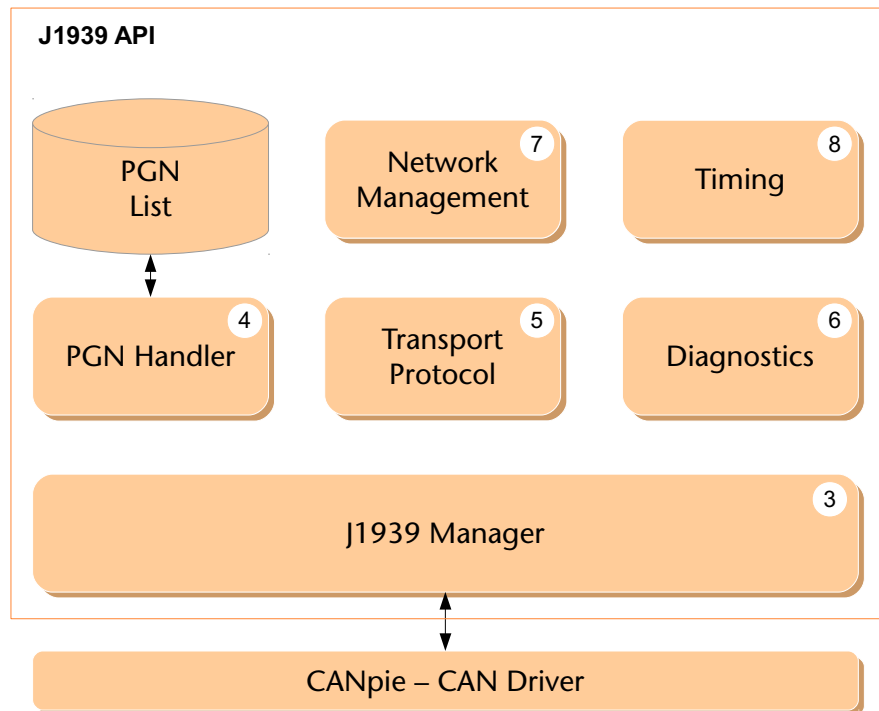 J1939 API
PGN
List
7
Network
Management
8
Timing
4
PGN Handler
5
Transport
Protocol
6
Diagnostics
3
J1939 Manager
CANpie – CAN Driver